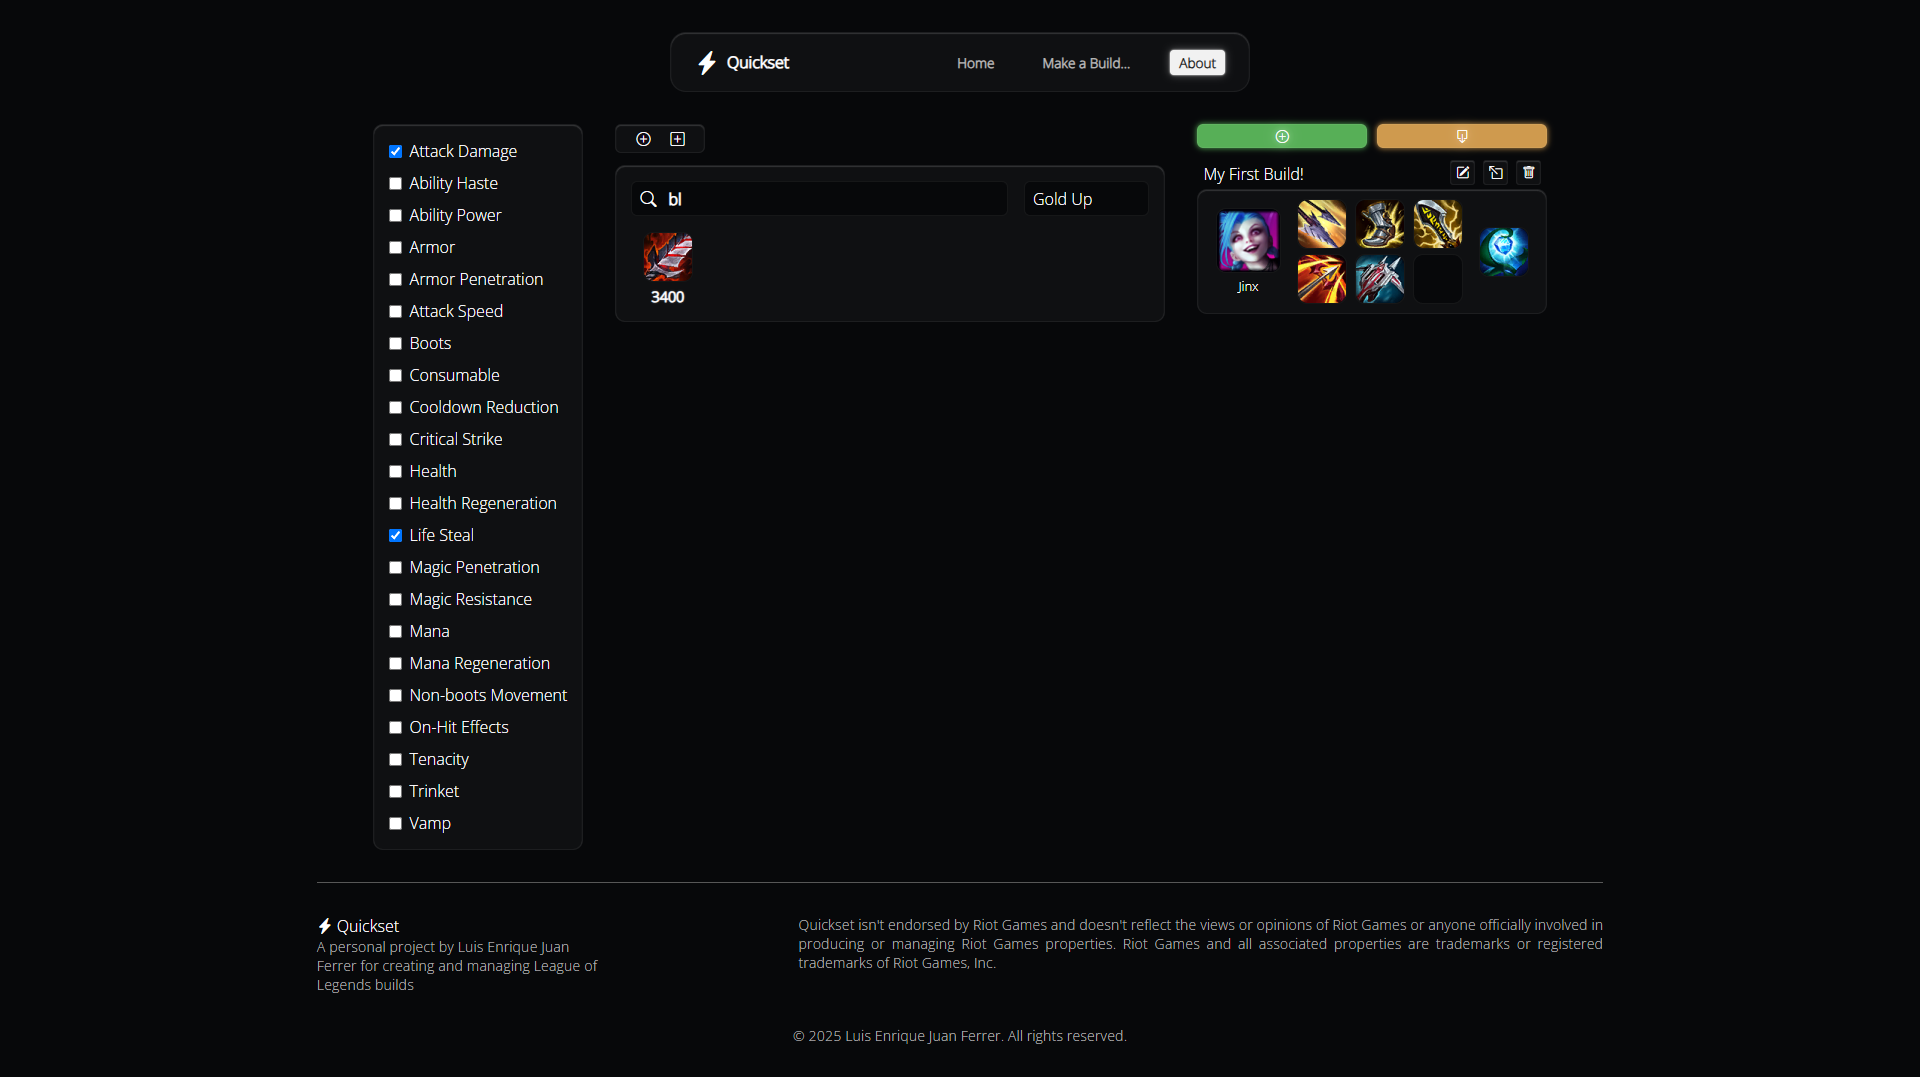 Quickset
Home
Make a Build...
About
Attack Damage
Ability Haste
Ability Power
Armor
Armor Penetration
Attack Speed
Boots
Consumable
Cooldown Reduction
Critical Strike
Health
Health Regeneration
Life Steal
Magic Penetration
Magic Resistance
Mana
Mana Regeneration
Non-boots Movement
On-Hit Effects
Tenacity
Trinket
Vamp
bl
Gold Up
3400
My First Build!
Jinx
Quickset
A personal project by Luis Enrique Juan
Ferrer for creating and managing League of
Legends builds
Quickset isn't endorsed by Riot Games and doesn't reflect the views or opinions of Riot Games or anyone officially involved in
producing or managing Riot Games properties. Riot Games and all associated properties are trademarks or registered
trademarks of Riot Games, Inc.
© 2025 Luis Enrique Juan Ferrer. All rights reserved.